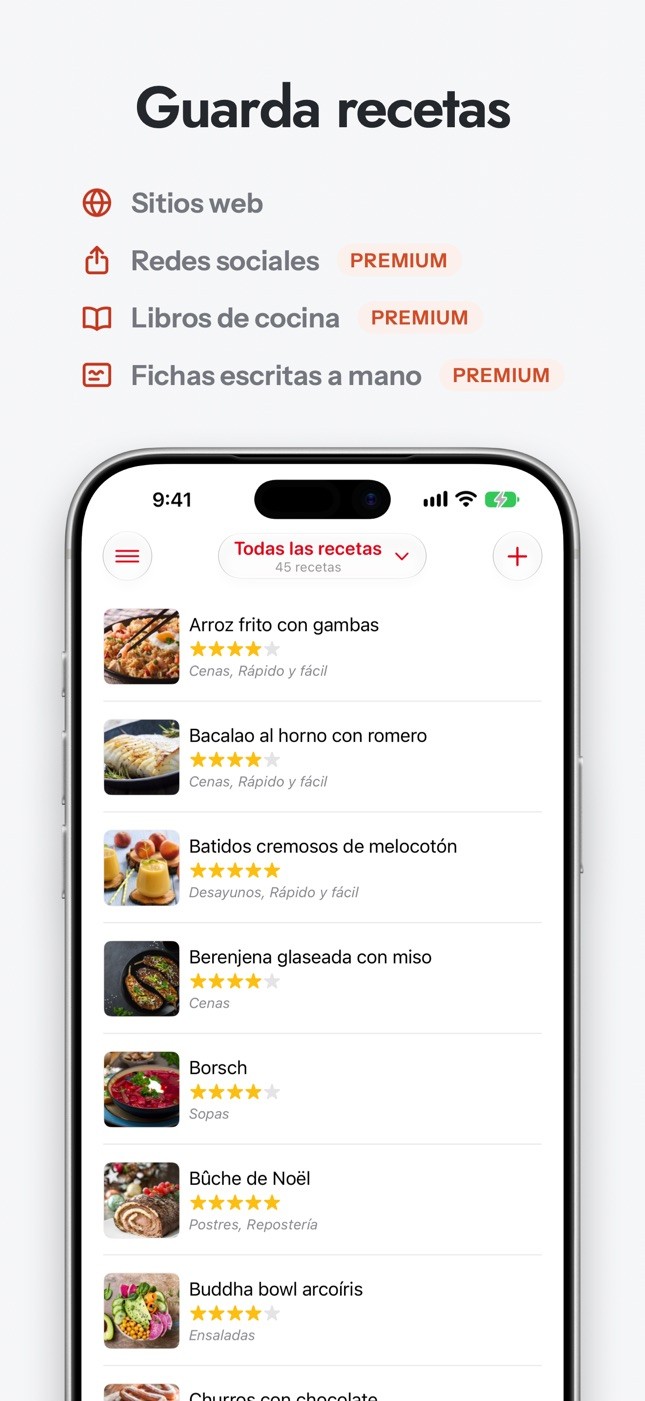 Guarda recetas
Sitios web
Redes sociales PREMIUM
Libros de cocina PREMIUM
Fichas escritas a mano PREMIUM
9:41
Todas las recetas
45 recetas
Arroz frito con gambas
Cenas, Rápido y fácil
Bacalao al horno con romero
Cenas, Rápido y fácil
Batidos cremosos de melocotón
Desayunos, Rápido y fácil
Berenjena glaseada con miso
Cenas
Borsch
Sopas
Bûche de Noël
Postres, Repostería
Buddha bowl arcoíris
Ensaladas
Churros con chocolate